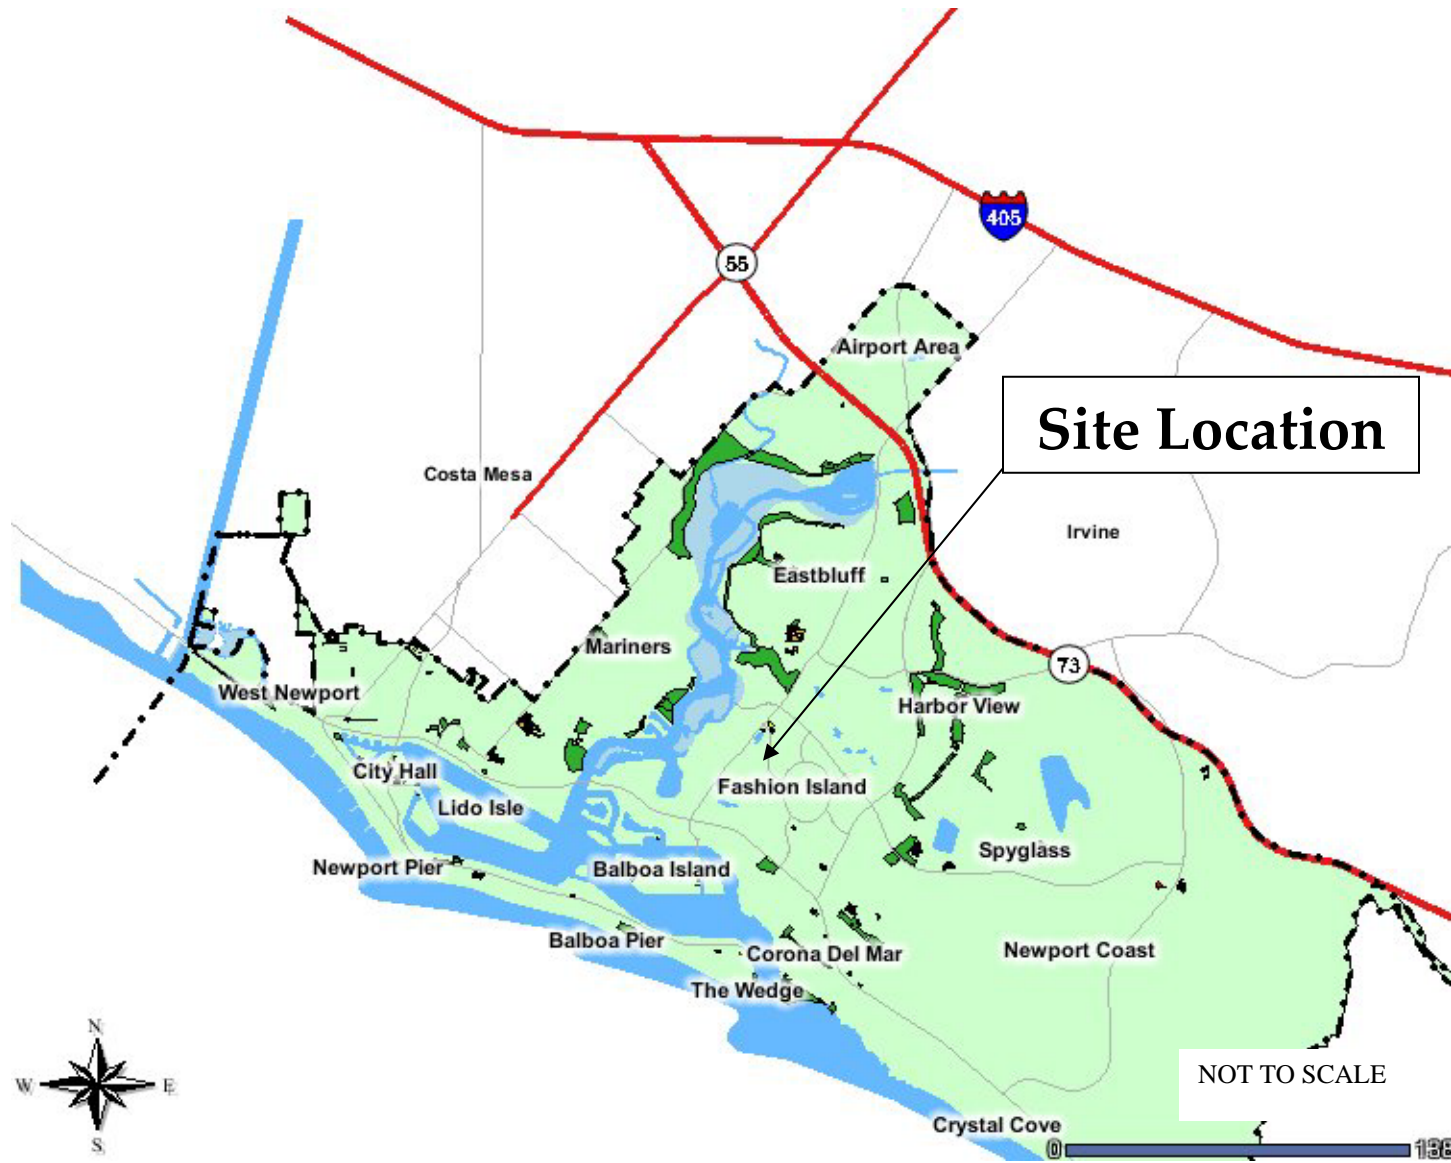 405
55
Airport Area
Site Location
Costa Mesa
Irvine
Eastbluff
Mariners
73
West Newport
Harbor View
City Hall
Fashion Island
Lido Isle
Spyglass
Newport Pier
Balboa Island
Balboa Pier
Corona Del Mar
Newport Coast
The Wedge
N
W E
S
NOT TO SCALE
Crystal Cove
0